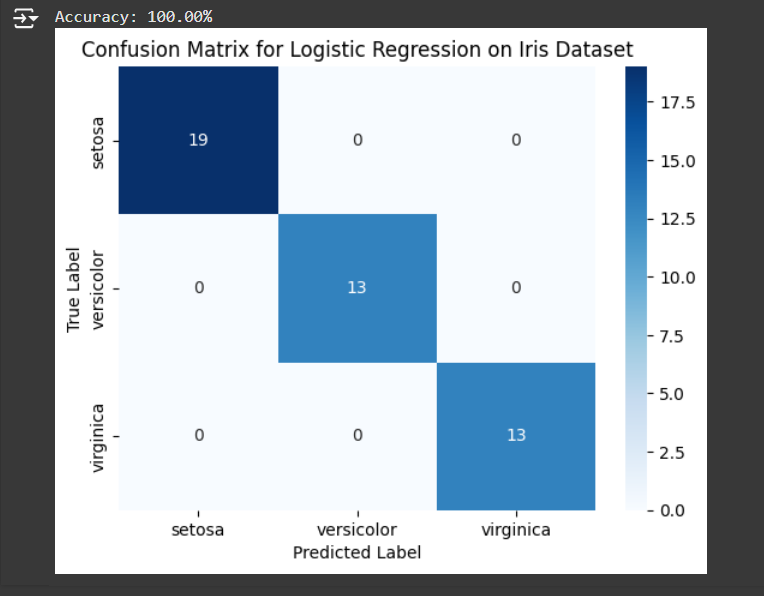 Accuracy: 100.00%
Confusion Matrix for Logistic Regression on Iris Dataset
True Label
setosa
versicolor
virginica
19 0 0
0 13 0
0 0 13
setosa versicolor virginica
Predicted Label
17.5
15.0
12.5
10.0
7.5
5.0
2.5
0.0